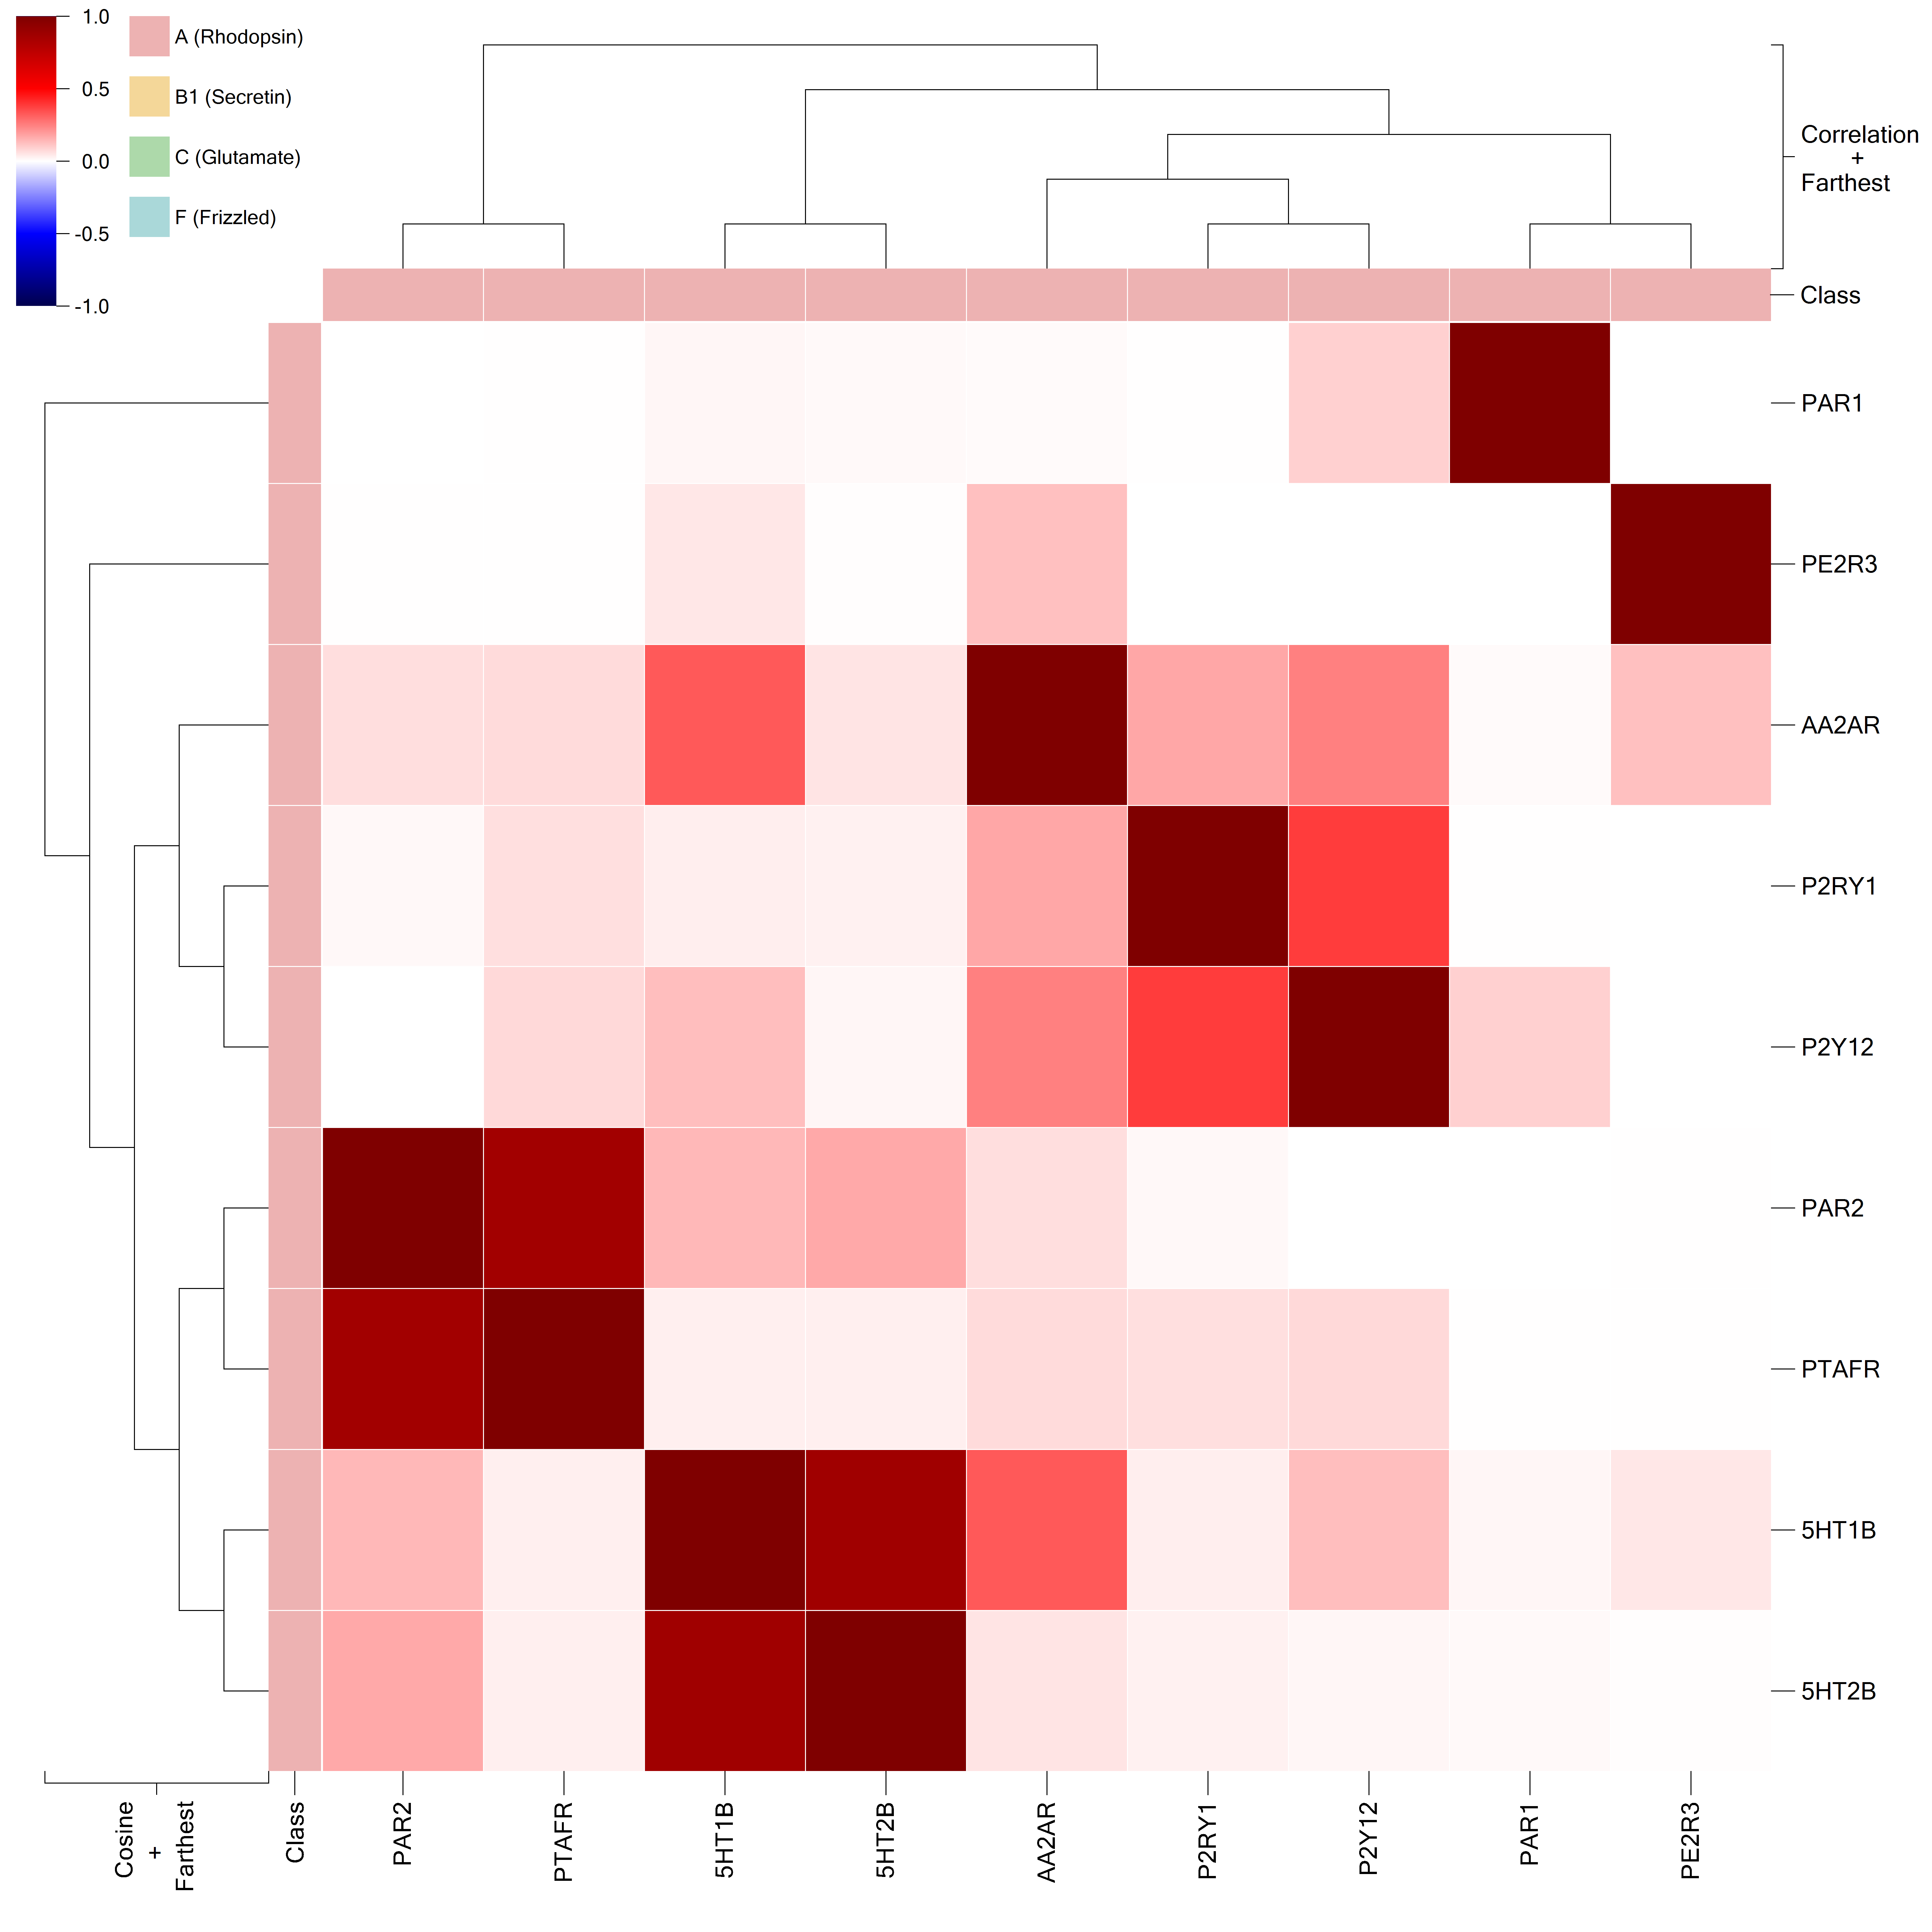 1.0
0.5
0.0
-0.5
-1.0
A (Rhodopsin)
B1 (Secretin)
C (Glutamate)
F (Frizzled)
Correlation
+
Farthest
Class
PAR1
PE2R3
AA2AR
P2RY1
P2Y12
PAR2
PTAFR
5HT1B
5HT2B
Cosine
+
Farthest
Class
PAR2
PTAFR
5HT1B
5HT2B
AA2AR
P2RY1
P2Y12
PAR1
PE2R3